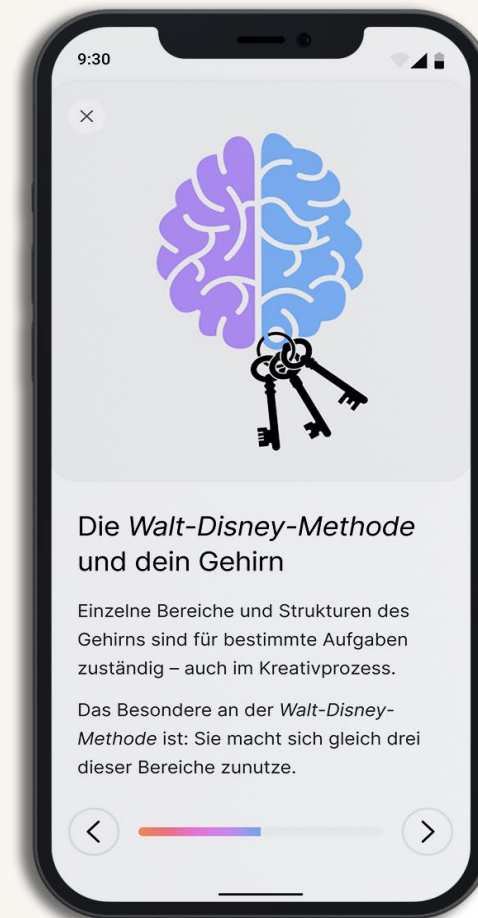 9:30
Die Walt-Disney-Methode
und dein Gehirn
Einzelne Bereiche und Strukturen des
Gehirns sind für bestimmte Aufgaben
zuständig – auch im Kreativprozess.
Das Besondere an der Walt-Disney-
Methode ist: Sie macht sich gleich drei
dieser Bereiche zunutze.